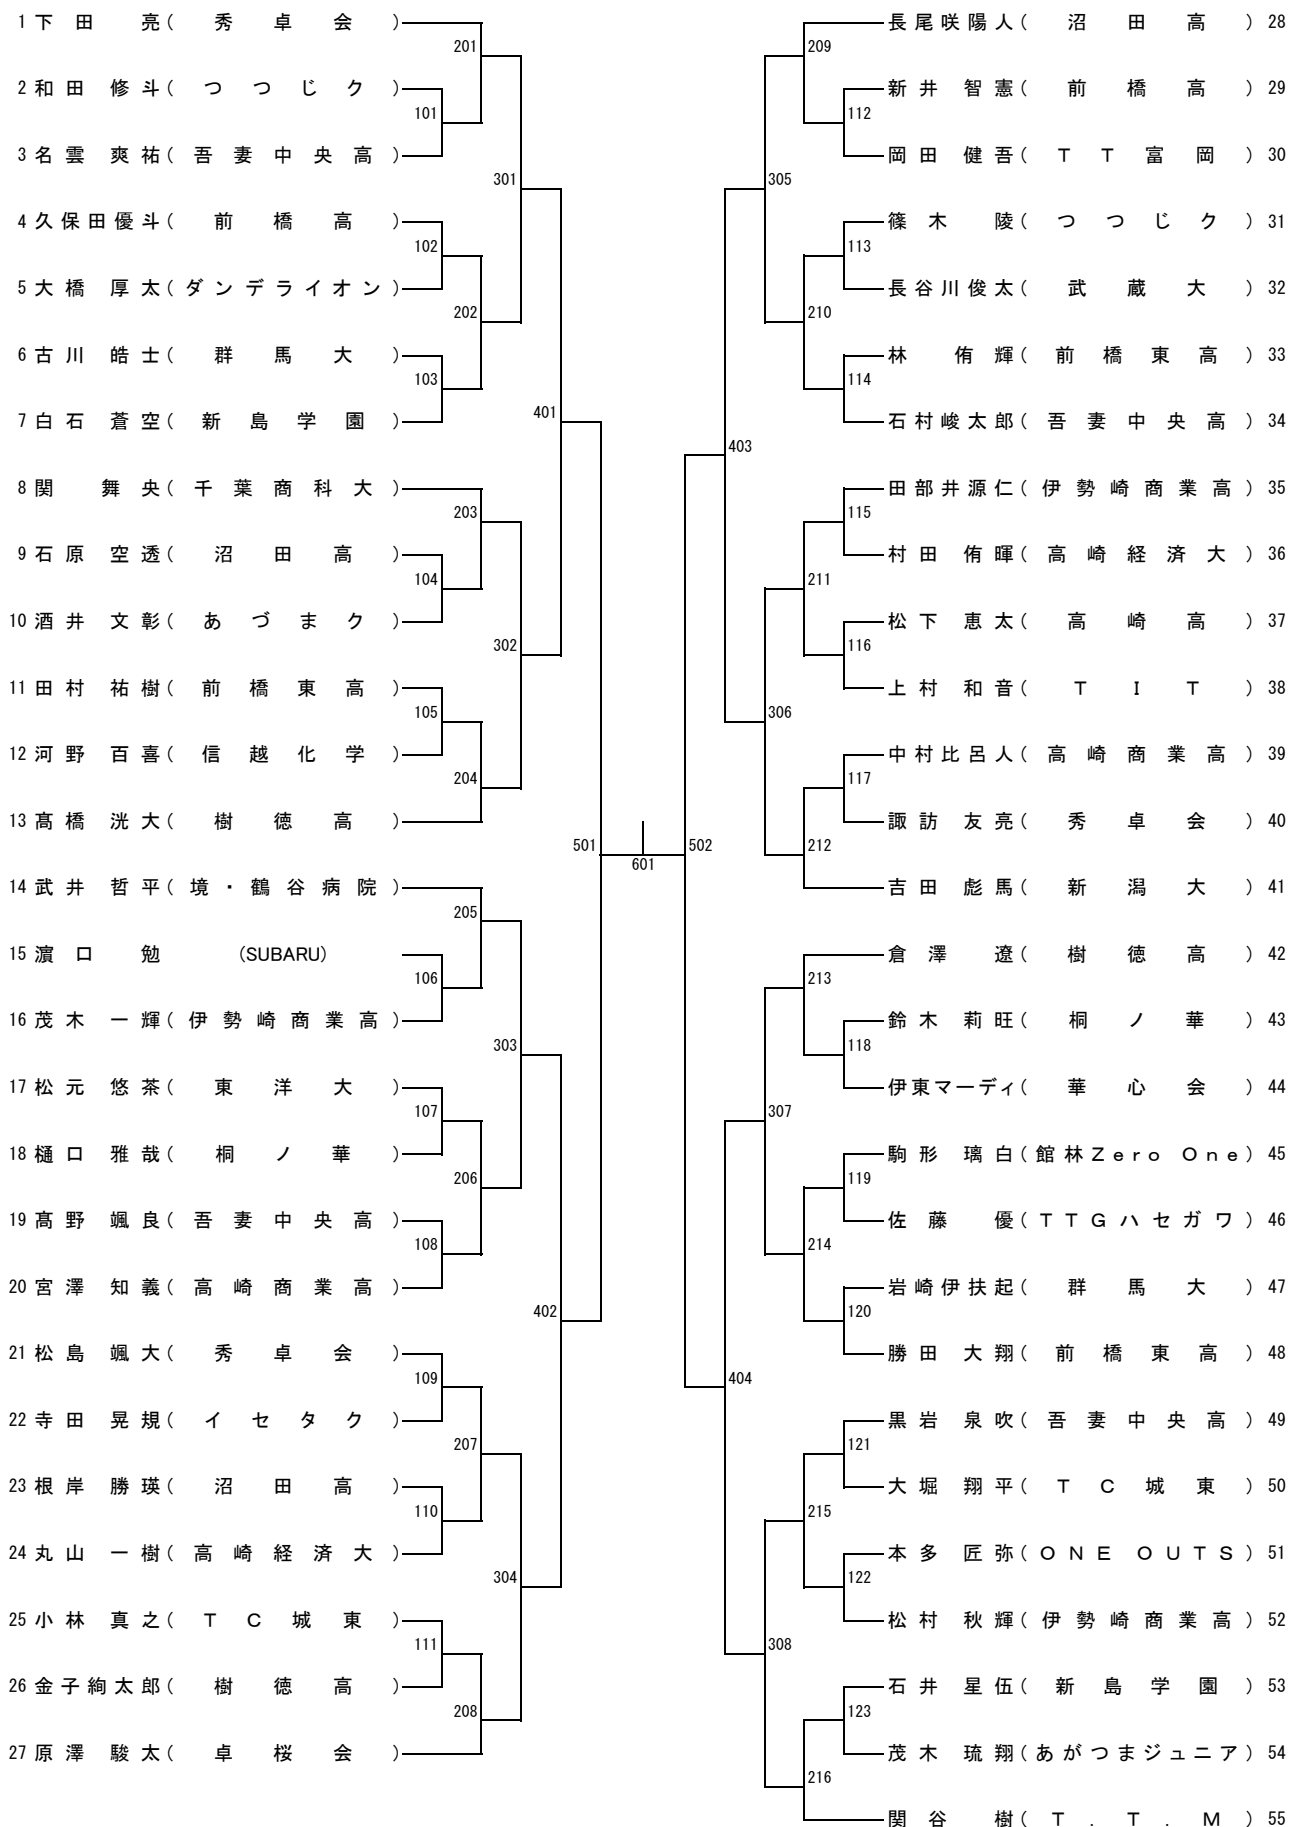 1 下田 亮 (秀卓会)
201
2 和田 修斗 (つつじク)
101
3 名雲 爽祐 (吾妻中央高)
301
4 久保田優斗 (前橋高)
102
5 大橋 厚太 (ダンデライオン)
202
6 古川 皓士 (群馬大)
103
7 白石 蒼空 (新島学園)
401
8 関 舞央 (千葉商科大)
203
9 石原 空透 (沼田高)
104
10 酒井 文彰 (あづまク)
302
11 田村 祐樹 (前橋東高)
105
12 河野 百喜 (信越化学)
204
13 髙橋 洸大 (樹徳高)
501
14 武井 哲平 (境・鶴谷病院)
205
15 濵口 勉 (SUBARU)
106
16 茂木 一輝 (伊勢崎商業高)
303
17 松元 悠茶 (東洋大)
107
18 樋口 雅哉 (桐ノ華)
206
19 髙野 颯良 (吾妻中央高)
108
20 宮澤 知義 (高崎商業高)
402
21 松島 颯大 (秀卓会)
109
22 寺田 晃規 (イセタク)
207
23 根岸 勝瑛 (沼田高)
110
24 丸山 一樹 (高崎経済大)
304
25 小林 真之 (TC城東)
111
26 金子絢太郎 (樹徳高)
208
27 原澤 駿太 (卓桜会)
601
長尾咲陽人 (沼田高) 28
209
新井 智憲 (前橋高) 29
112
岡田 健吾 (TT富岡) 30
305
篠木 陵 (つつじク) 31
113
長谷川俊太 (武蔵大) 32
210
林 侑輝 (前橋東高) 33
114
石村峻太郎 (吾妻中央高) 34
403
田部井源仁 (伊勢崎商業高) 35
115
村田 侑暉 (高崎経済大) 36
211
松下 恵太 (高崎高) 37
116
上村 和音 (TIT) 38
306
中村比呂人 (高崎商業高) 39
117
諏訪 友亮 (秀卓会) 40
502
212
吉田 彪馬 (新潟大) 41
倉澤 遼 (樹徳高) 42
213
鈴木 莉旺 (桐ノ華) 43
118
伊東マーディ (華心会) 44
307
駒形 璃白 (館林Zero One) 45
119
佐藤 優 (TTGハセガワ) 46
214
岩崎伊扶起 (群馬大) 47
120
勝田 大翔 (前橋東高) 48
404
黒岩 泉吹 (吾妻中央高) 49
121
大堀 翔平 (TC城東) 50
215
本多 匠弥 (ONE OUTS) 51
122
松村 秋輝 (伊勢崎商業高) 52
308
石井 星伍 (新島学園) 53
123
茂木 琉翔 (あがつまジュニア) 54
216
関谷 樹 (T.T.M) 55